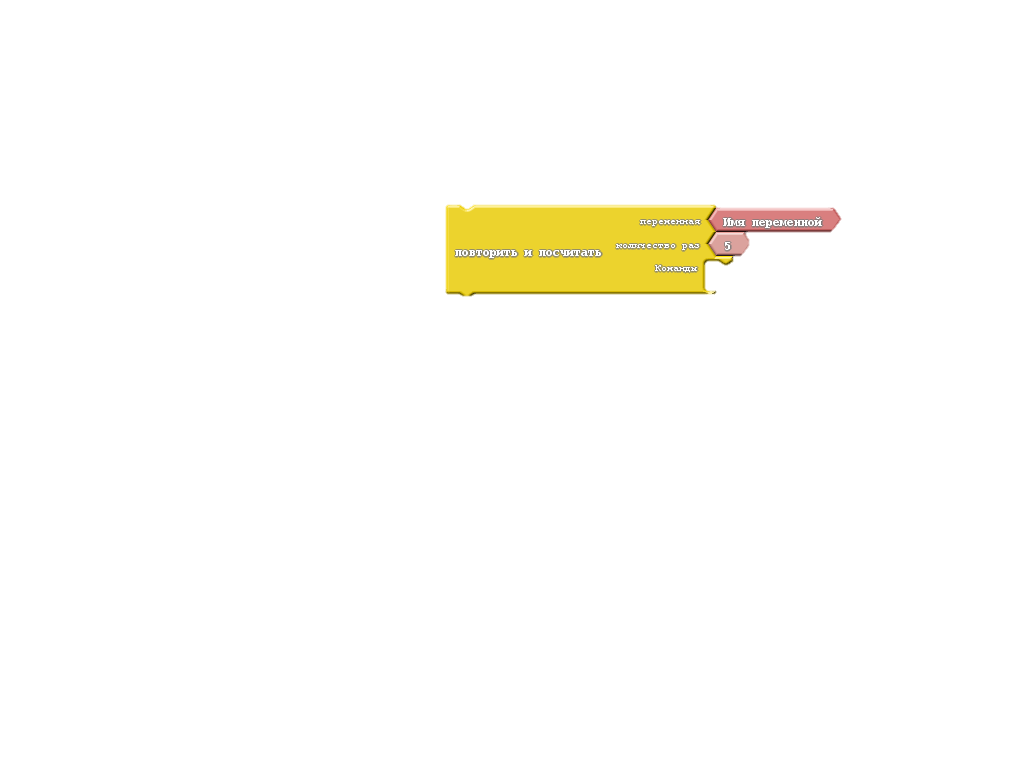 переменная Имя переменной
количество раз 5
повторить и посчитать
Команды